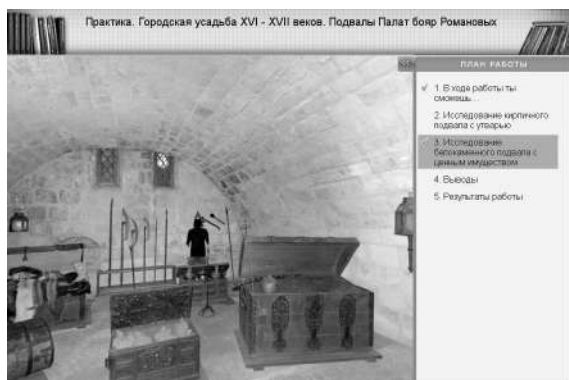 Практика. Городская усадьба XVI - XVII веков. Подвалы Палат бояр Романовых
ПЛАН РАБОТЫ
1. В ходе работы ты
сможешь...
2. Исследование кирпичного
подвала с утварью
3. Исследование
белокаменного подвала с
ценным имуществом
4. Выводы
5. Результаты работы